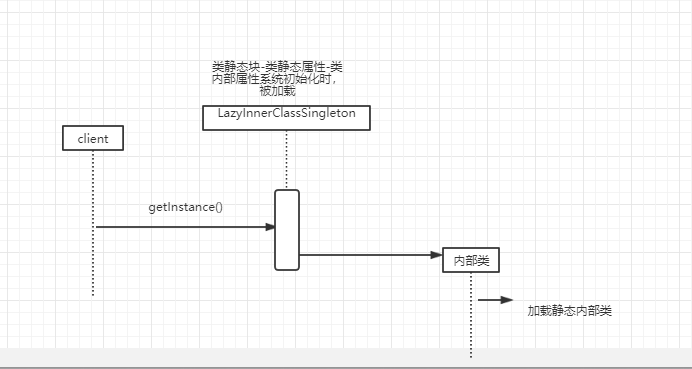 类静态块-类静态属性-类
内部属性系统初始化时，
被加载
LazyInnerClassSingleton
client
getInstance()
内部类
加载静态内部类